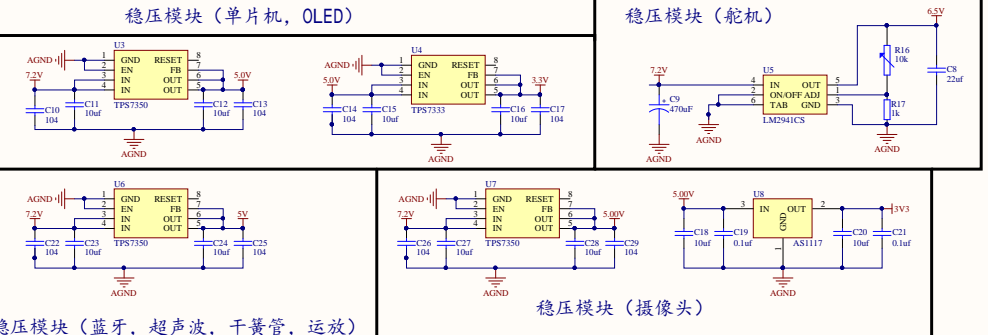 稳压模块（单片机，OLED）
稳压模块（舵机）
U3
AGND
7.2V
1 GND RESET 8
2 EN FB 7
3 IN OUT 6
4 IN OUT 5
TPS7350
5.0V
C10
104
C11
10uf
C12
10uf
C13
104
AGND
U4
AGND
5.0V
1 GND RESET 8
2 EN FB 7
3 IN OUT 6
4 IN OUT 5
TPS7333
3.3V
C14
104
C15
10uf
C16
10uf
C17
104
AGND
7.2V
C9
470uF
AGND
AGND
U5
2 IN OUT 5
4 ON/OFF ADJ 1
6 TAB GND 3
LM2941CS
6.5V
R16
10k
R17
1k
C8
22uf
AGND
U6
AGND
7.2V
1 GND RESET 8
2 EN FB 7
3 IN OUT 6
4 IN OUT 5
TPS7350
5V
C22
104
C23
10uf
C24
10uf
C25
104
AGND
U7
AGND
7.2V
1 GND RESET 8
2 EN FB 7
3 IN OUT 6
4 IN OUT 5
TPS7350
5.00V
C26
104
C27
10uf
C28
10uf
C29
104
AGND
5.00V
C18
10uf
C19
0.1uf
U8
3 IN OUT 2
GND
1
AS1117
3V3
C20
10uf
C21
0.1uf
AGND
稳压模块（摄像头）
稳压模块（蓝牙，超声波，干簧管，运放）